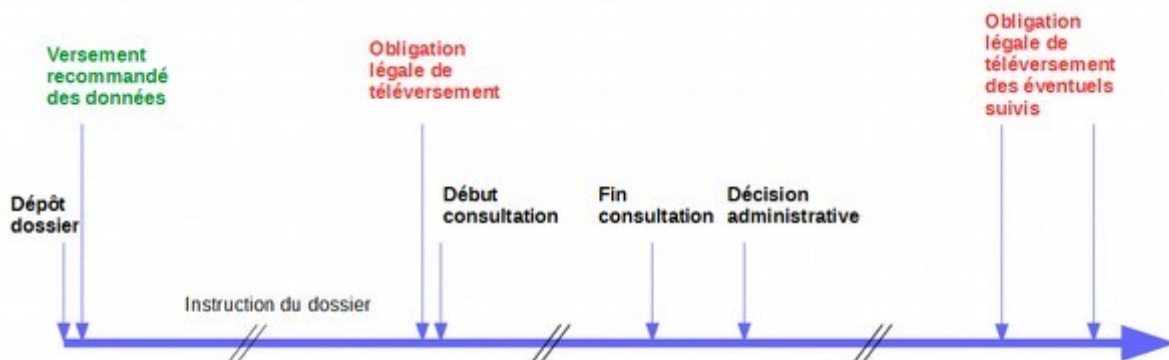 Versement
recommandé
des données
Obligation
légale de
téléversement
Obligation
légale de
téléversement
des éventuels
suivis
Dépôt
dossier
Début
consultation
Fin
consultation
Décision
administrative
Instruction du dossier